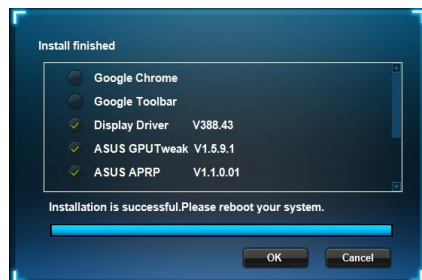 Install finished
Google Chrome
Google Toolbar
Display Driver V388.43
ASUS GPUTweak V1.5.9.1
ASUS APRP V1.1.0.01
Installation is successful.Please reboot your system.
OK Cancel